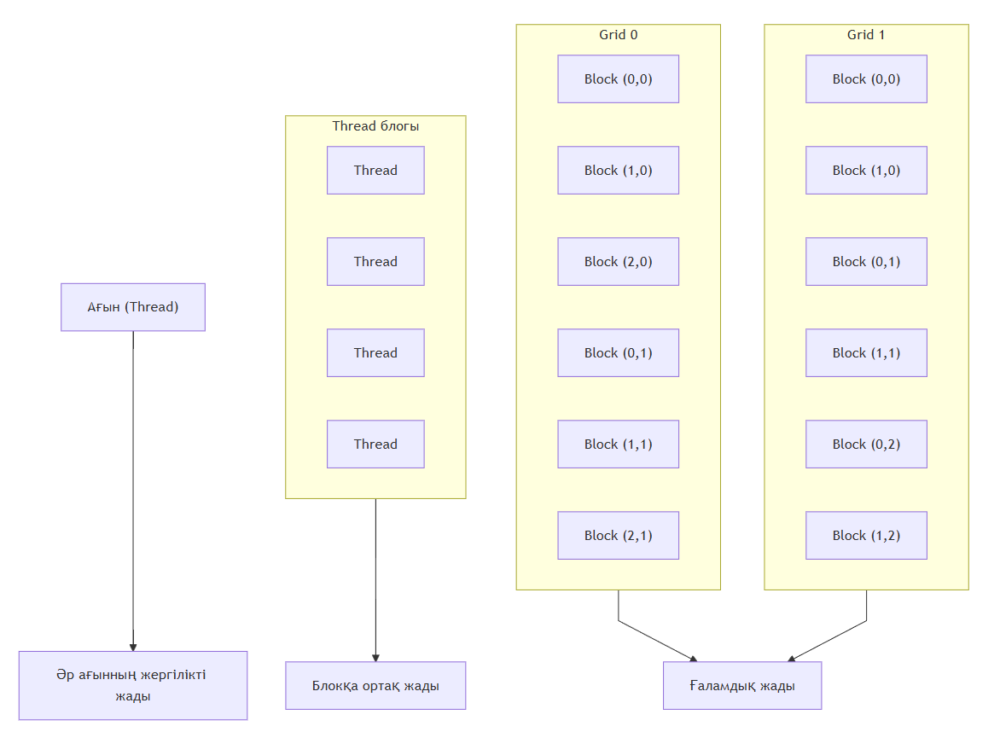 Ағын (Thread)
Әр ағынның жергілікті
жады
Thread блогы
Thread
Thread
Thread
Thread
Блокқа ортақ жады
Grid 0
Block (0,0)
Block (1,0)
Block (2,0)
Block (0,1)
Block (1,1)
Block (2,1)
Grid 1
Block (0,0)
Block (1,0)
Block (0,1)
Block (1,1)
Block (0,2)
Block (1,2)
Ғаламдық жады